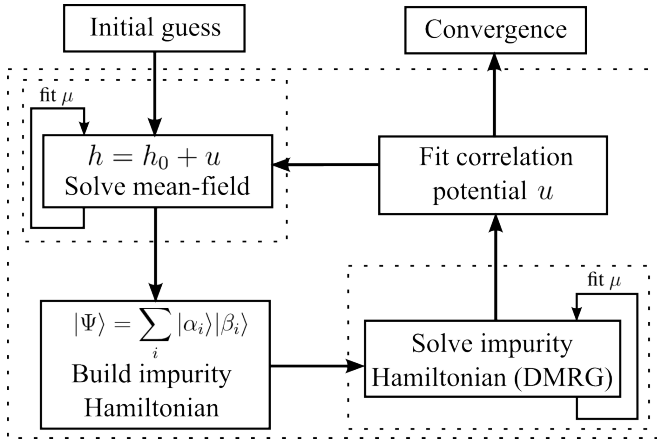 Initial guess
Convergence
fit μ
h = h₀ + u
Solve mean-field
Fit correlation
potential u
|Ψ⟩ = ∑ᵢ |αᵢ⟩|βᵢ⟩
Build impurity
Hamiltonian
fit μ
Solve impurity
Hamiltonian (DMRG)